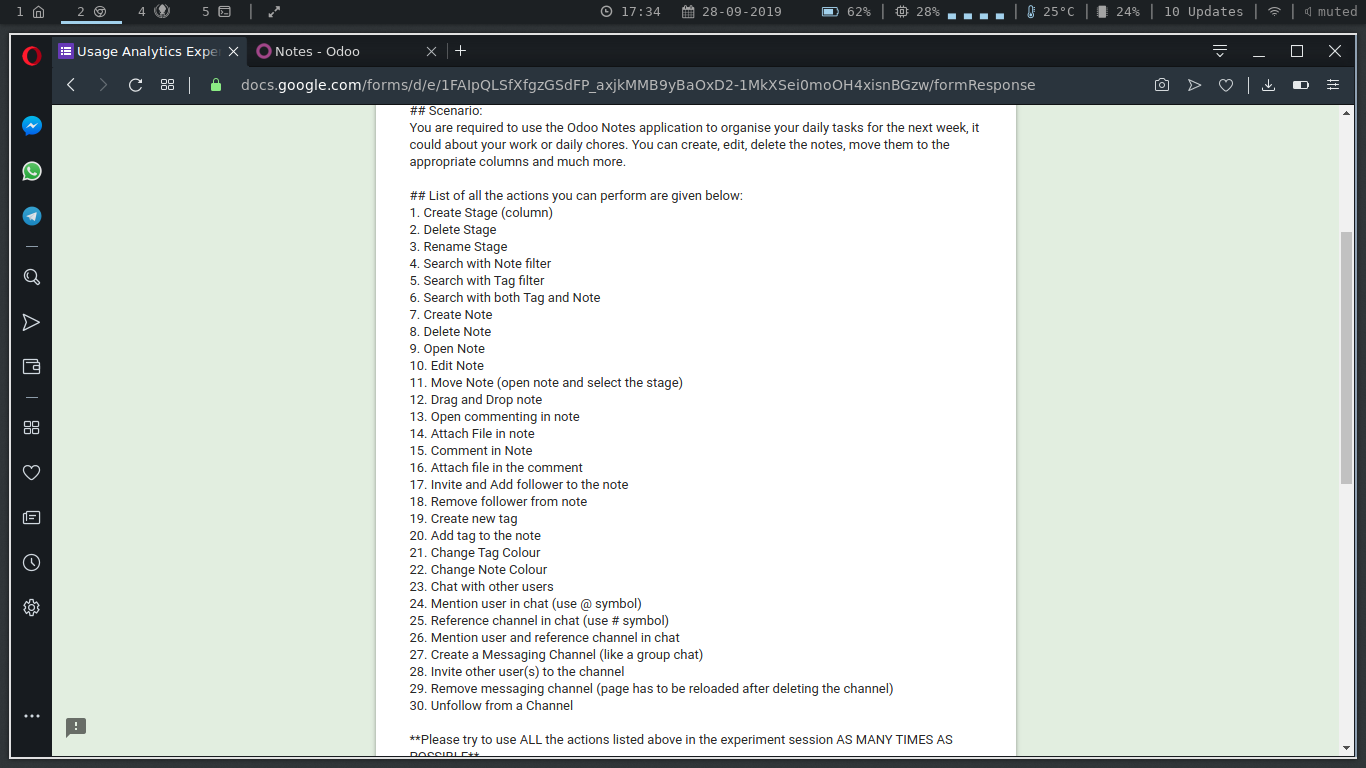 1 2 4 5 17:34 28-09-2019 62% 28% 25°C 24% 10 Updates muted
Usage Analytics Expe Notes - Odoo
docs.google.com/forms/d/e/1FAIpQLSfXfgzGSdFP_axjkMMB9yBaOxD2-1MkXSei0moOH4xisnBGzw/formResponse
## Scenario:
You are required to use the Odoo Notes application to organise your daily tasks for the next week, it
could about your work or daily chores. You can create, edit, delete the notes, move them to the
appropriate columns and much more.
## List of all the actions you can perform are given below:
1. Create Stage (column)
2. Delete Stage
3. Rename Stage
4. Search with Note filter
5. Search with Tag filter
6. Search with both Tag and Note
7. Create Note
8. Delete Note
9. Open Note
10. Edit Note
11. Move Note (open note and select the stage)
12. Drag and Drop note
13. Open commenting in note
14. Attach File in note
15. Comment in Note
16. Attach file in the comment
17. Invite and Add follower to the note
18. Remove follower from note
19. Create new tag
20. Add tag to the note
21. Change Tag Colour
22. Change Note Colour
23. Chat with other users
24. Mention user in chat (use @ symbol)
25. Reference channel in chat (use # symbol)
26. Mention user and reference channel in chat
27. Create a Messaging Channel (like a group chat)
28. Invite other user(s) to the channel
29. Remove messaging channel (page has to be reloaded after deleting the channel)
30. Unfollow from a Channel
**Please try to use ALL the actions listed above in the experiment session AS MANY TIMES AS
POSSIBLE**